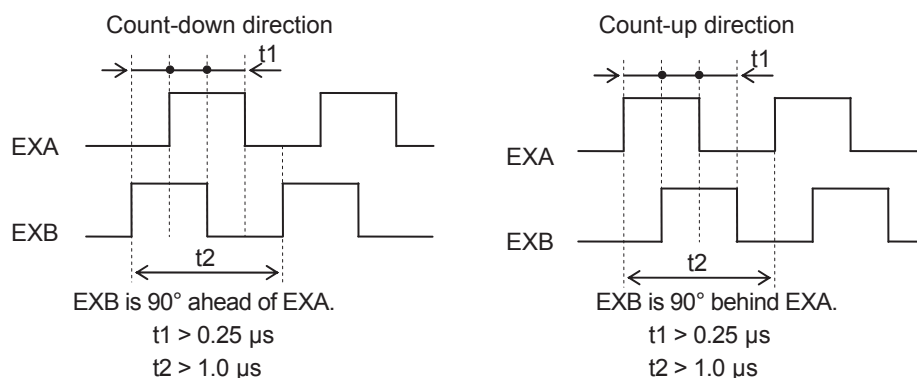 Count-down direction
t1
EXA
EXB
t2
EXB is 90° ahead of EXA.
t1 > 0.25 µs
t2 > 1.0 µs
Count-up direction
t1
EXA
EXB
t2
EXB is 90° behind EXA.
t1 > 0.25 µs
t2 > 1.0 µs